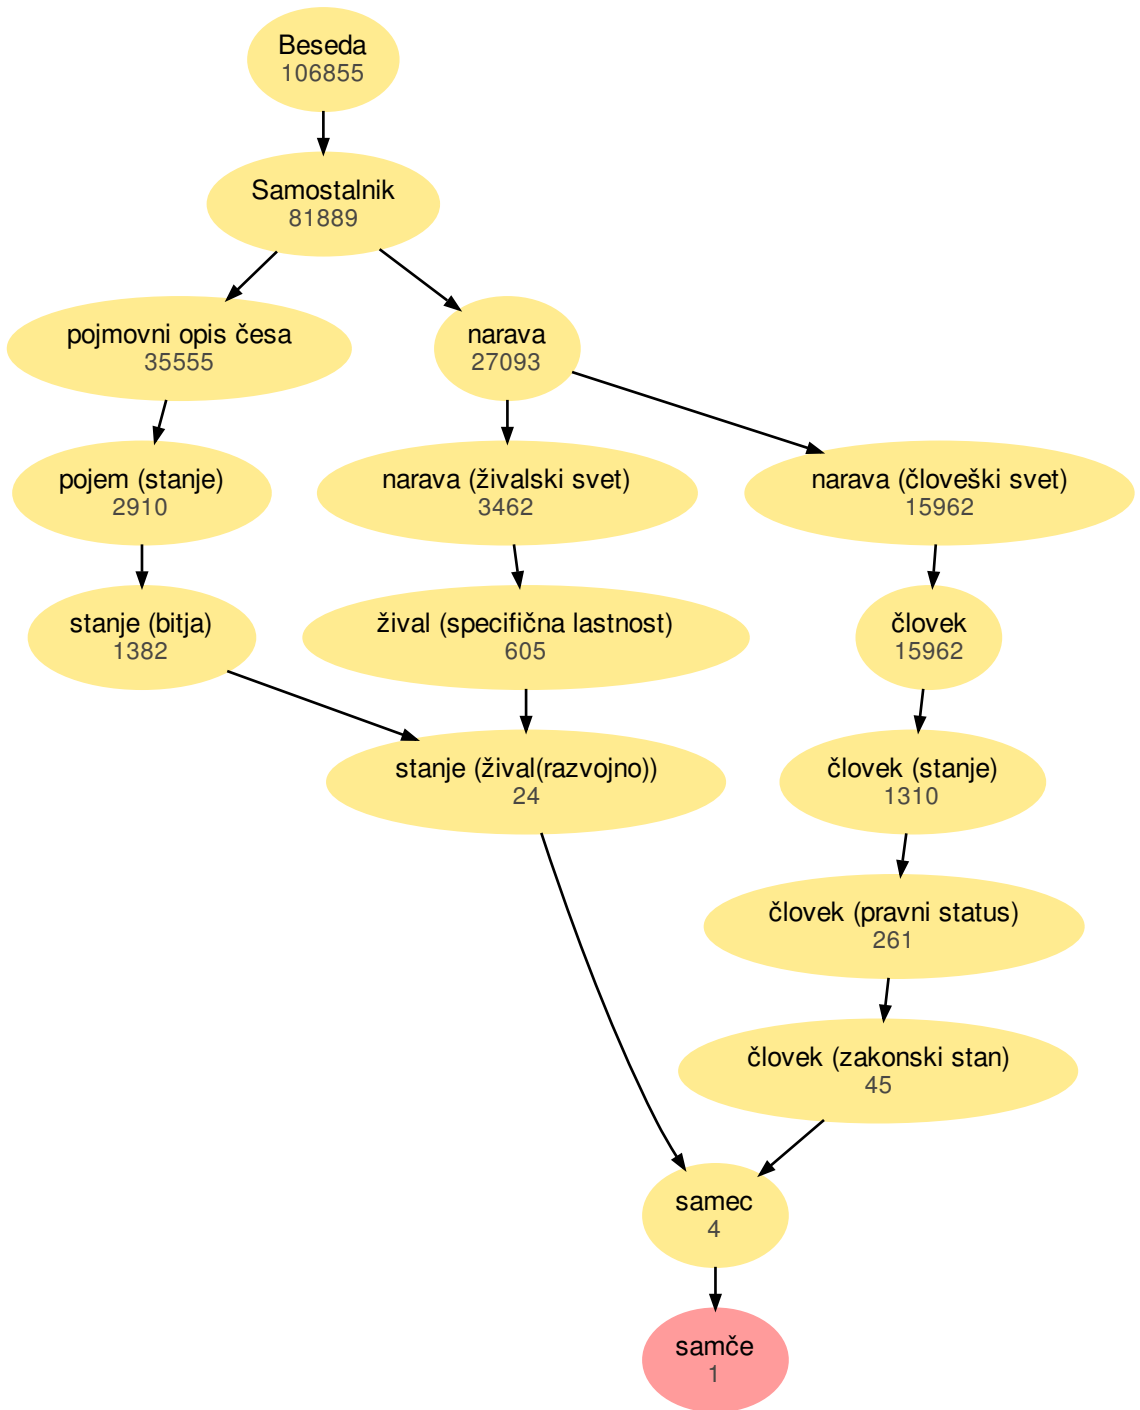 Beseda
106855
Samostalnik
81889
pojmovni opis česa
35555
narava
27093
pojem (stanje)
2910
narava (živalski svet)
3462
narava (človeški svet)
15962
stanje (bitja)
1382
žival (specifična lastnost)
605
človek
15962
stanje (žival(razvojno))
24
človek (stanje)
1310
človek (pravni status)
261
človek (zakonski stan)
45
samec
4
samče
1